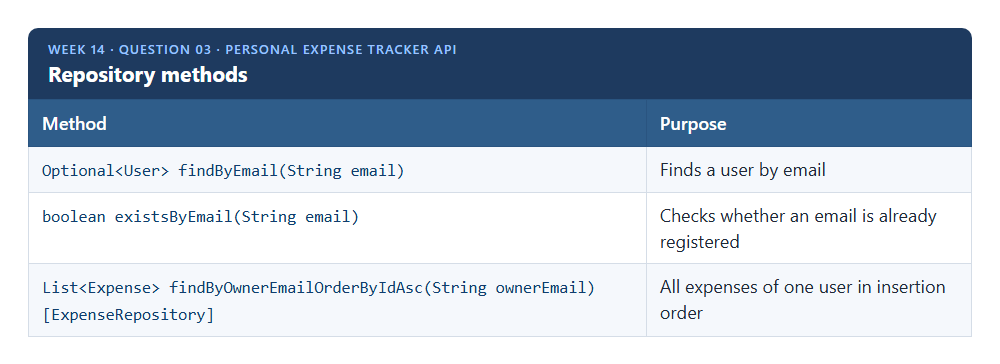 WEEK 14 · QUESTION 03 · PERSONAL EXPENSE TRACKER API
Repository methods
Method
Purpose
Optional<User> findByEmail(String email)
Finds a user by email
boolean existsByEmail(String email)
Checks whether an email is already
registered
List<Expense> findByOwnerEmailOrderByIdAsc(String ownerEmail)
[ExpenseRepository]
All expenses of one user in insertion
order